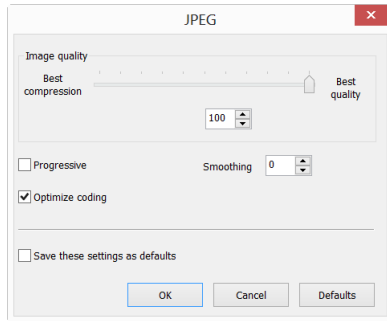 JPEG
Image quality
Best
compression
Best
quality
100
Progressive
Smoothing
0
Optimize coding
Save these settings as defaults
OK
Cancel
Defaults